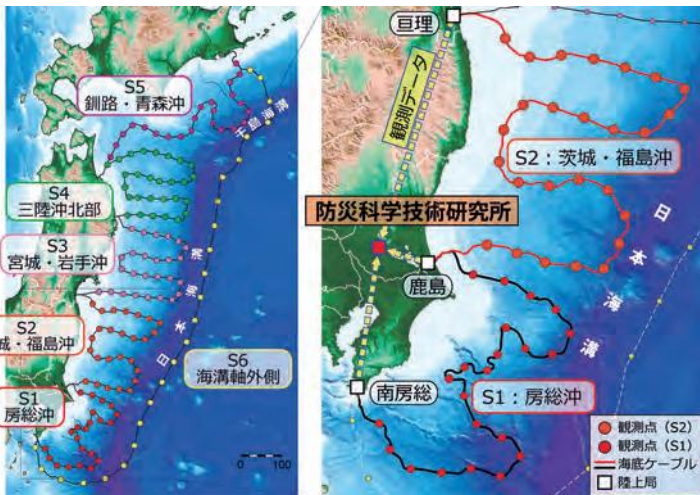 S5
釧路・青森沖
千島海溝
S4
三陸沖北部
S3
宮城・岩手沖
日本海溝
S2
城・福島沖
S6
海溝軸外側
S1
房総沖
0
100
亘理
観測データ
S2：茨城・福島沖
防災科学技術研究所
日本海溝
鹿島
南房総
S1：房総沖
観測点（S2）
観測点（S1）
海底ケーブル
陸上局